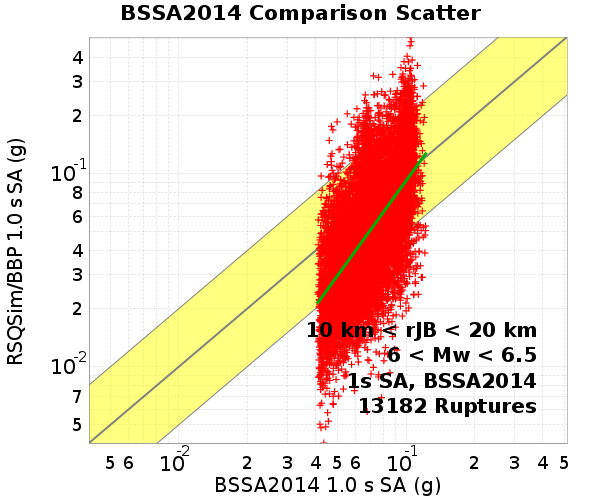 BSSA2014 Comparison Scatter
RSQSim/BBP 1.0 s SA (g)
4
3
2
10-1
8
6
4
3
2
10-2
7
5
10 km < rJB < 20 km
6 < Mw < 6.5
1s SA, BSSA2014
13182 Ruptures
5 6 10-2 2 3 4 5 6 10-1 2 3 4 5
BSSA2014 1.0 s SA (g)